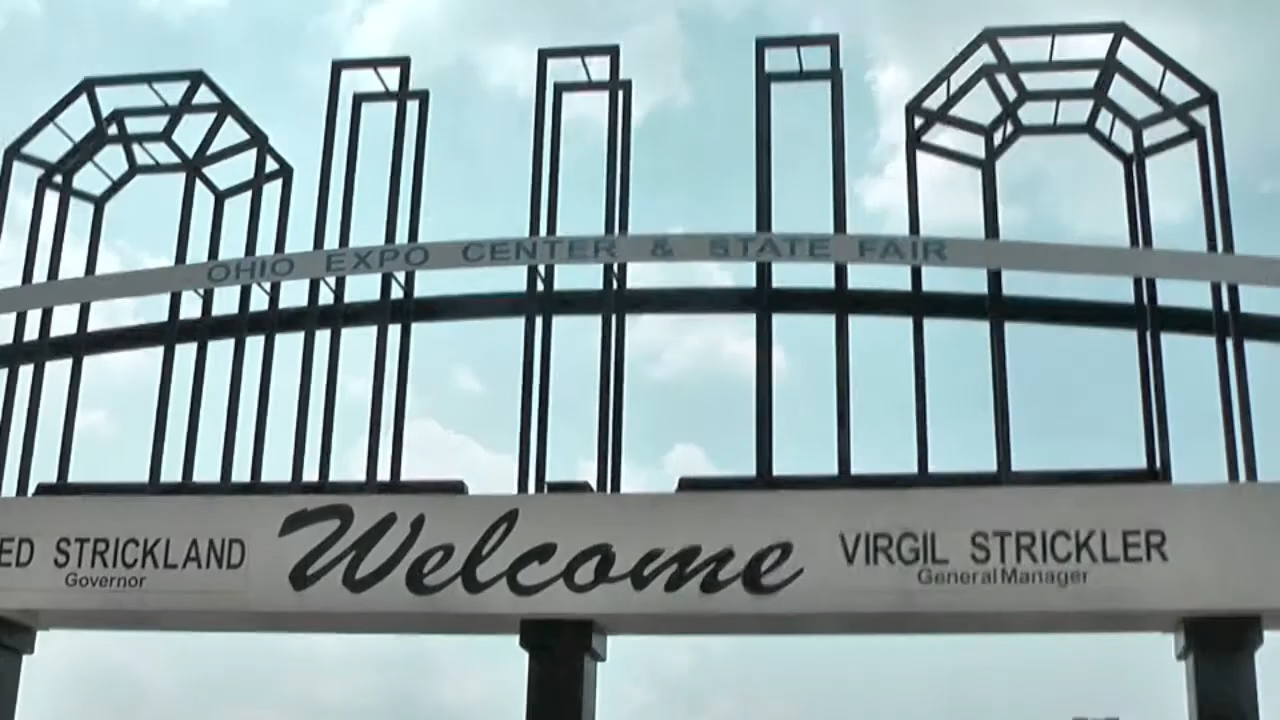 OHIO EXPO CENTER & STATE FAIR
ED STRICKLAND
Governor
Welcome
VIRGIL STRICKLER
General Manager